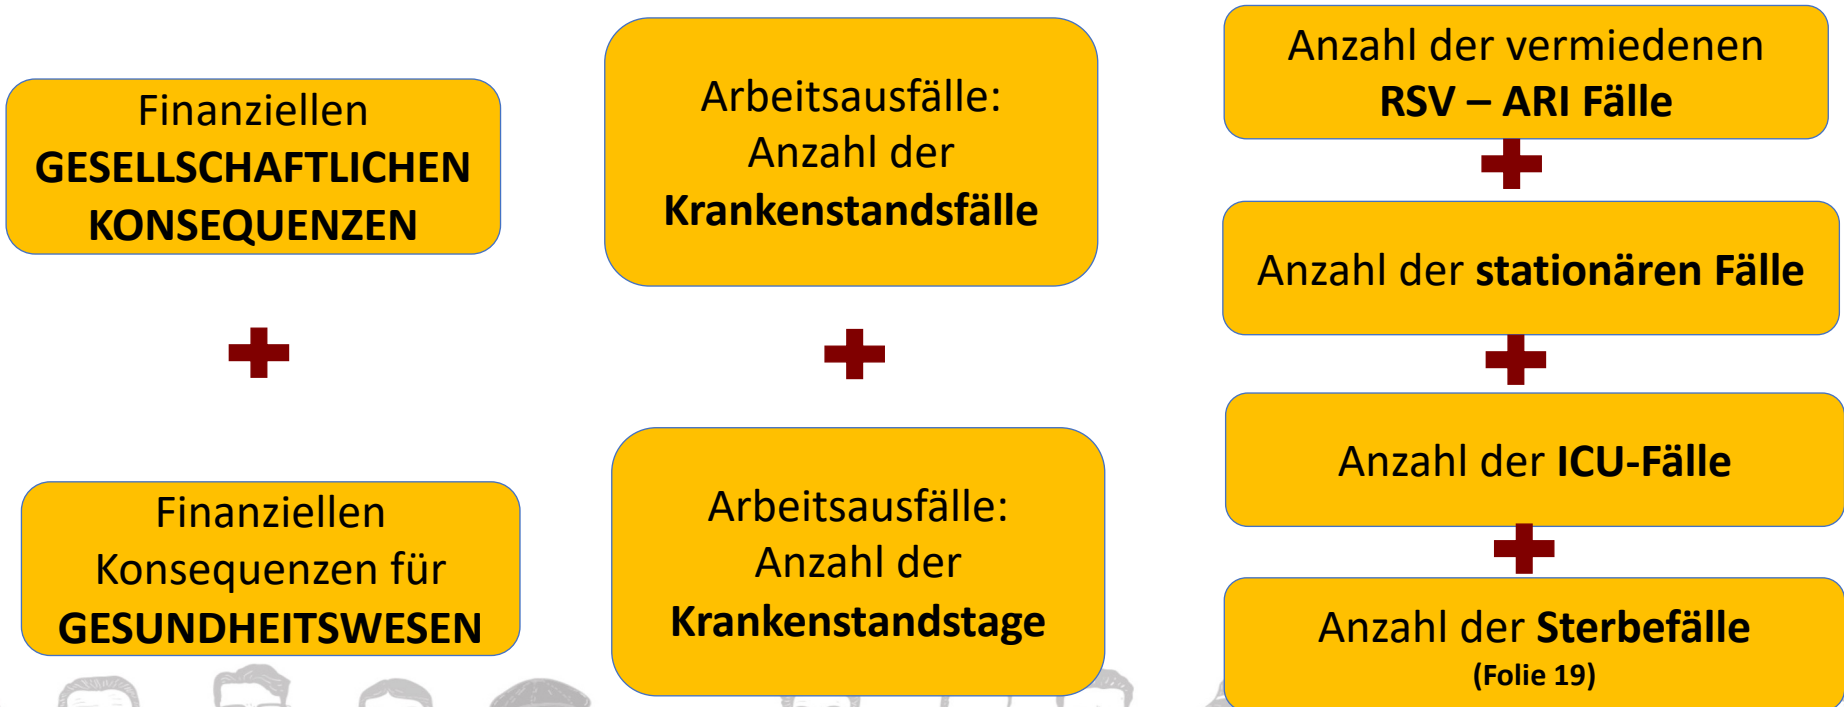 Finanziellen
GESELLSCHAFTLICHEN
KONSEQUENZEN
Finanziellen
Konsequenzen für
GESUNDHEITSWESEN
Arbeitsausfälle:
Anzahl der
Krankenstandsfälle
Arbeitsausfälle:
Anzahl der
Krankenstandstage
Anzahl der vermiedenen
RSV – ARI Fälle
Anzahl der stationären Fälle
Anzahl der ICU-Fälle
Anzahl der Sterbefälle
(Folie 19)